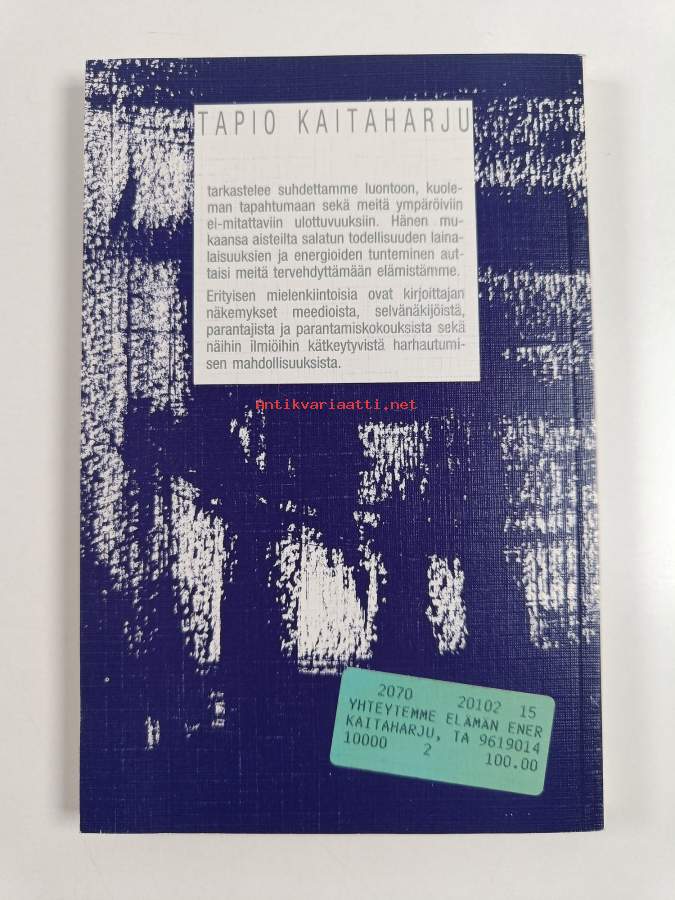 TAPIO KAITAHARJU
tarkastelee suhdettamme luontoon, kuole-
man tapahtumaan sekä meitä ympäröiviin
ei-mitattaviin ulottuvuuksiin. Hänen mu-
kaansa aisteilta salatun todellisuuden laina-
laisuuksien ja energioiden tunteminen aut-
taisi meitä tervehdyttämään elämistämme.
Erityisen mielenkiintoisia ovat kirjoittajan
näkemykset meedioista, selvänäkijöistä,
parantajista ja parantamiskokouksista sekä
näihin ilmiöihin kätkeytyvistä harhautumi-
sen mahdollisuuksista.
Antikvariaatti.net
2070 20102 15
YHTEYTEMME ELÄMÄN ENER
KAITAHARJU, TA 9619014
10000 2 100.00